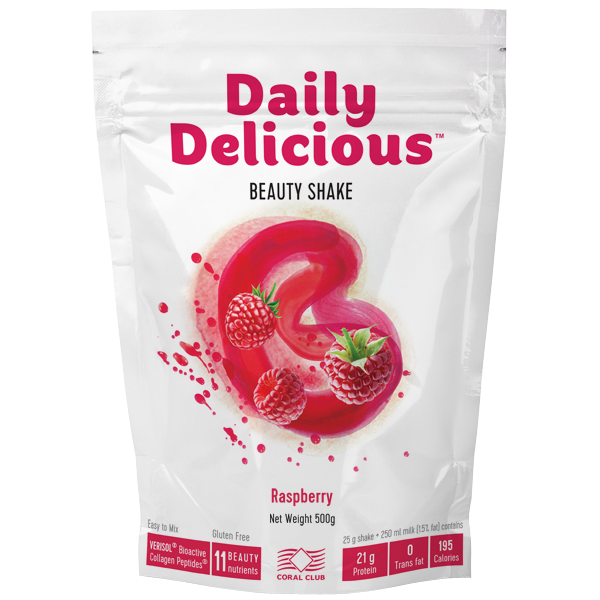 Daily
Delicious™
BEAUTY SHAKE
Raspberry
Net Weight 500g
Easy to Mix
Gluten Free
25 g shake • 250 ml milk (1.5% fat) contains
VERISOL® Bioactive
Collagen Peptides®
11 BEAUTY
nutrients
CORAL CLUB
21 g
Protein
0
Trans fat
195
Calories